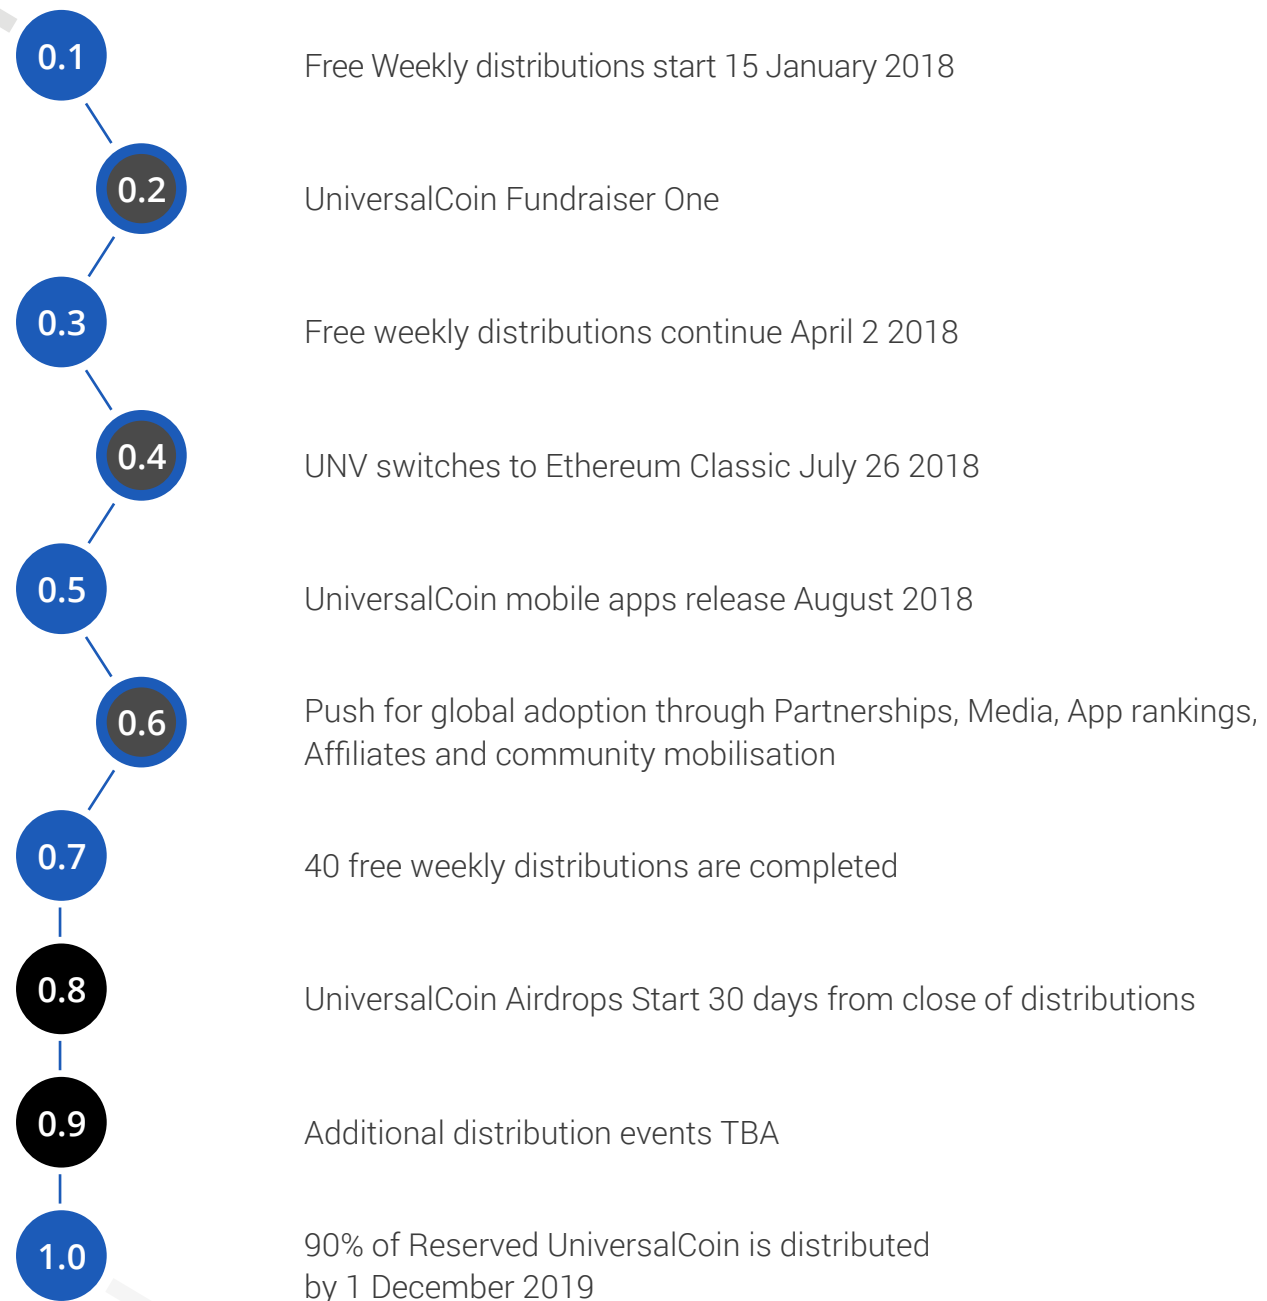 0.1
Free Weekly distributions start 15 January 2018
0.2
UniversalCoin Fundraiser One
0.3
Free weekly distributions continue April 2 2018
0.4
UNV switches to Ethereum Classic July 26 2018
0.5
UniversalCoin mobile apps release August 2018
0.6
Push for global adoption through Partnerships, Media, App rankings,
Affiliates and community mobilisation
0.7
40 free weekly distributions are completed
0.8
UniversalCoin Airdrops Start 30 days from close of distributions
0.9
Additional distribution events TBA
1.0
90% of Reserved UniversalCoin is distributed
by 1 December 2019